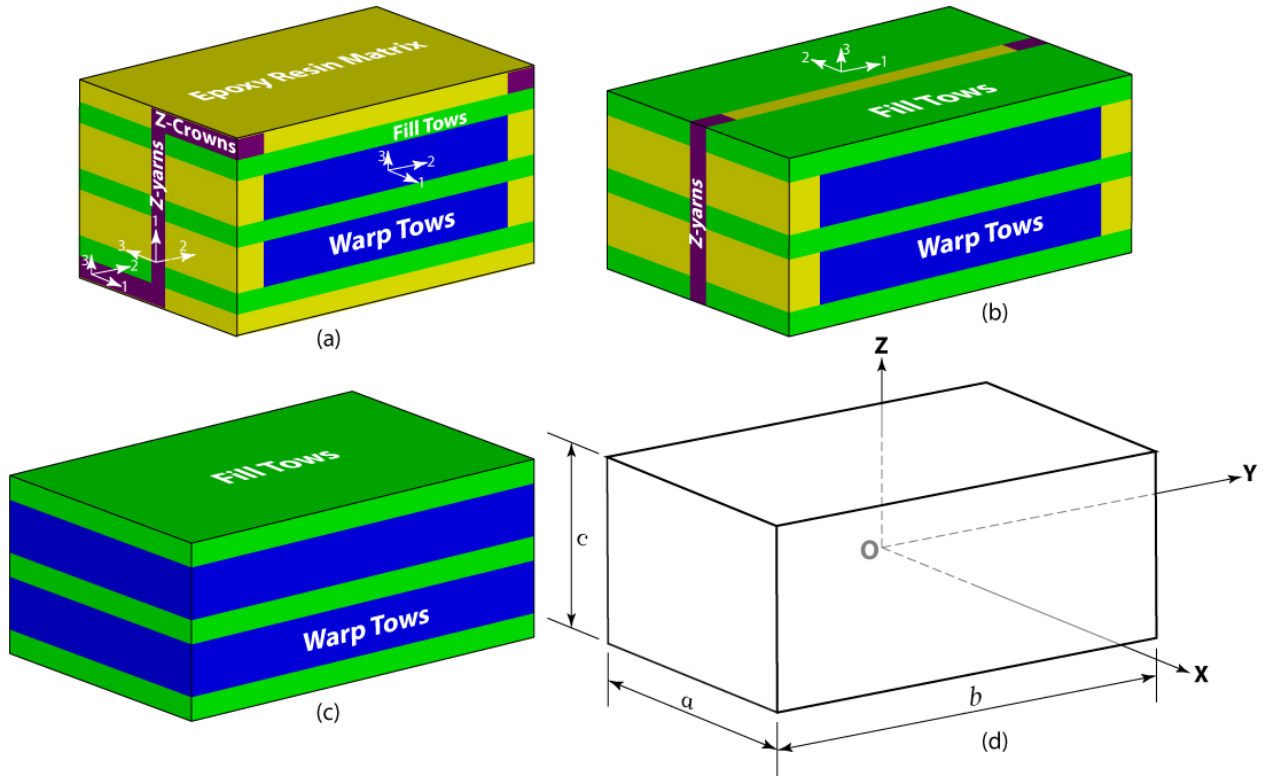 Epoxy Resin Matrix
Z-Crowns
Fill Tows
Z-yarns
Warp Tows
3
2
1
1
3
2
3
2
1
(a)
3
2
1
Fill Tows
Z-yarns
Warp Tows
(b)
Fill Tows
Warp Tows
(c)
Z
Y
O
X
c
a
b
(d)